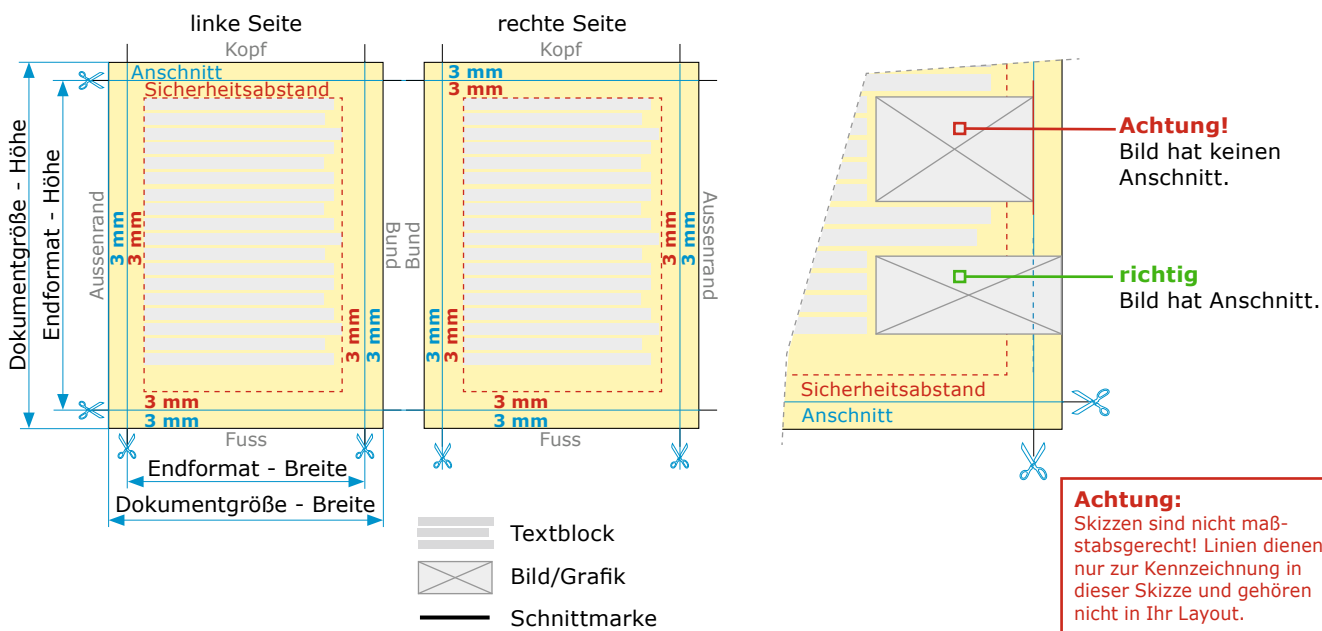 linke Seite
Kopf
Anschnitt
Sicherheitsabstand
Dokumentgröße - Höhe
Endformat - Höhe
Aussenrand
3 mm
3 mm
3 mm
3 mm
Bund
3 mm
3 mm
Fuss
Endformat - Breite
Dokumentgröße - Breite
rechte Seite
Kopf
3 mm
3 mm
Bund
3 mm
3 mm
3 mm
3 mm
Aussenrand
3 mm
3 mm
Fuss
Textblock
Bild/Grafik
Schnittmarke
Achtung!
Bild hat keinen
Anschnitt.
richtig
Bild hat Anschnitt.
Sicherheitsabstand
Anschnitt
Achtung:
Skizzen sind nicht maß-
stabsgerecht! Linien dienen
nur zur Kennzeichnung in
dieser Skizze und gehören
nicht in Ihr Layout.